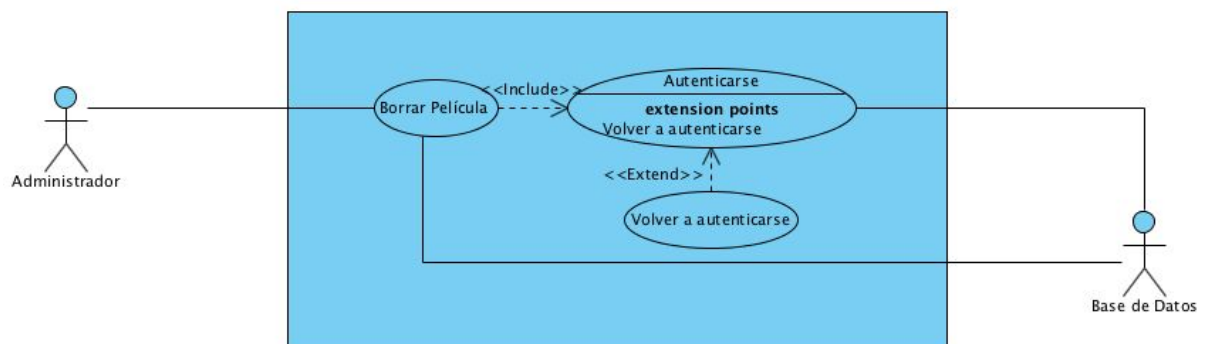 Administrador
Borrar Película
<<Include>>
Autenticarse
extension points
Volver a autenticarse
<<Extend>>
Volver a autenticarse
Base de Datos